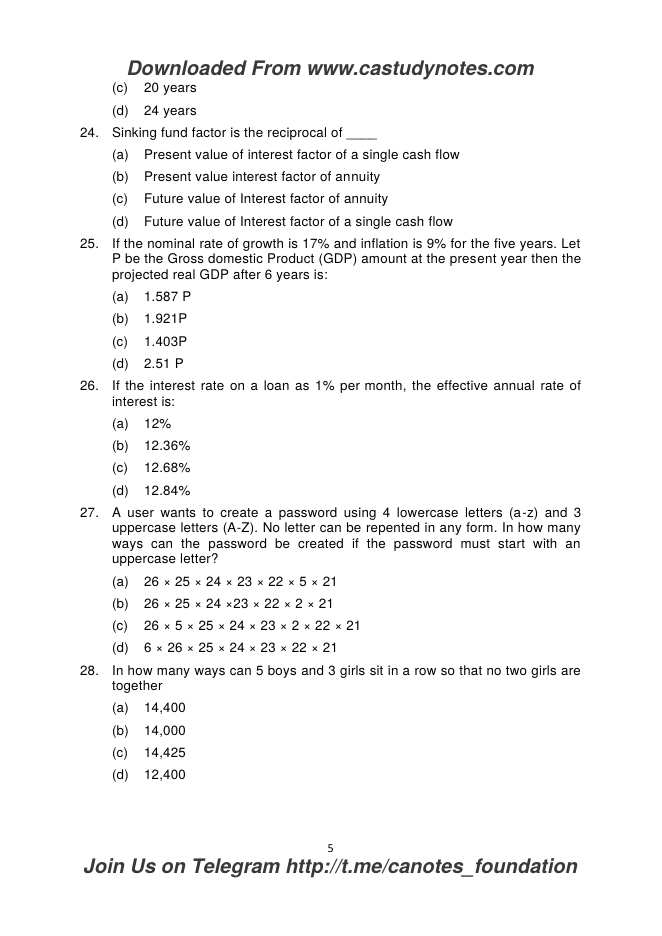 Downloaded From www.castudynotes.com
(c) 20 years
(d) 24 years
24. Sinking fund factor is the reciprocal of ____
(a) Present value of interest factor of a single cash flow
(b) Present value interest factor of annuity
(c) Future value of Interest factor of annuity
(d) Future value of Interest factor of a single cash flow
25. If the nominal rate of growth is 17% and inflation is 9% for the five years. Let
P be the Gross domestic Product (GDP) amount at the present year then the
projected real GDP after 6 years is:
(a) 1.587 P
(b) 1.921P
(c) 1.403P
(d) 2.51 P
26. If the interest rate on a loan as 1% per month, the effective annual rate of
interest is:
(a) 12%
(b) 12.36%
(c) 12.68%
(d) 12.84%
27. A user wants to create a password using 4 lowercase letters (a-z) and 3
uppercase letters (A-Z). No letter can be repented in any form. In how many
ways can the password be created if the password must start with an
uppercase letter?
(a) 26 × 25 × 24 × 23 × 22 × 5 × 21
(b) 26 × 25 × 24 ×23 × 22 × 2 × 21
(c) 26 × 5 × 25 × 24 × 23 × 2 × 22 × 21
(d) 6 × 26 × 25 × 24 × 23 × 22 × 21
28. In how many ways can 5 boys and 3 girls sit in a row so that no two girls are
together
(a) 14,400
(b) 14,000
(c) 14,425
(d) 12,400
5
Join Us on Telegram http://t.me/canotes_foundation